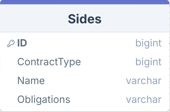 Sides
ID bigint
ContractType bigint
Name varchar
Obligations varchar